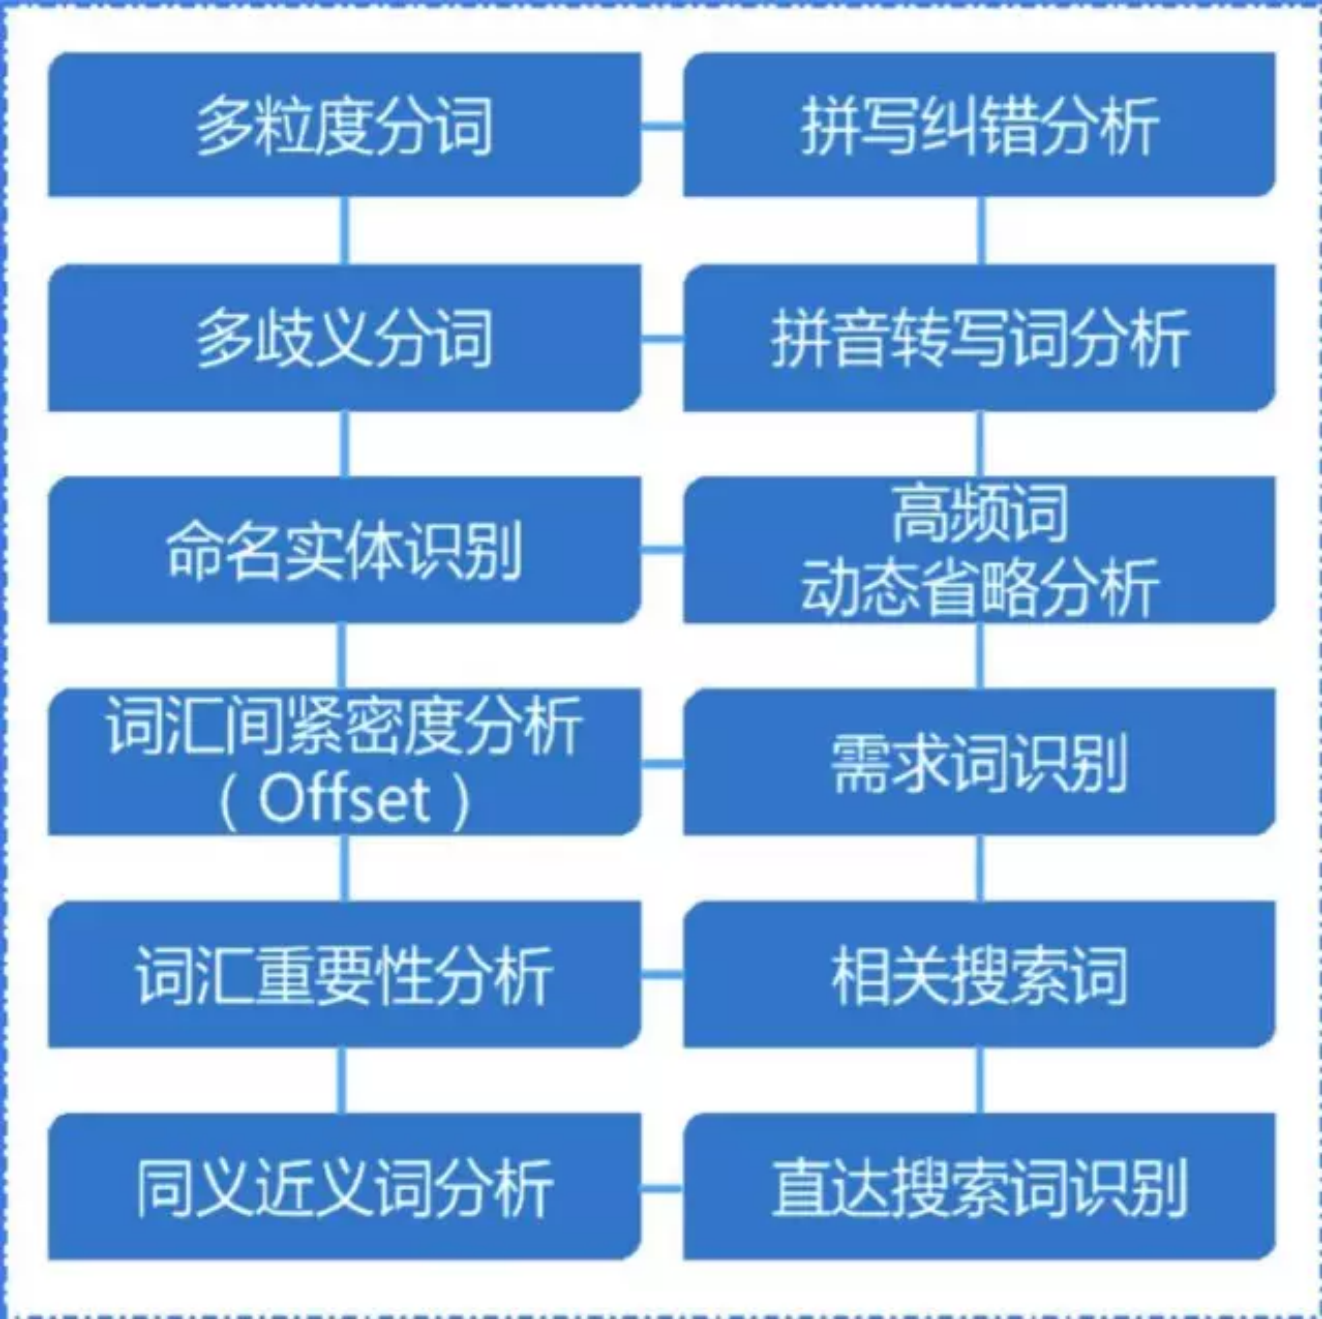 多粒度分词
拼写纠错分析
多歧义分词
拼音转写词分析
命名实体识别
高频词
动态省略分析
词汇间紧密度分析
（Offset）
需求词识别
词汇重要性分析
相关搜索词
同义近义词分析
直达搜索词识别